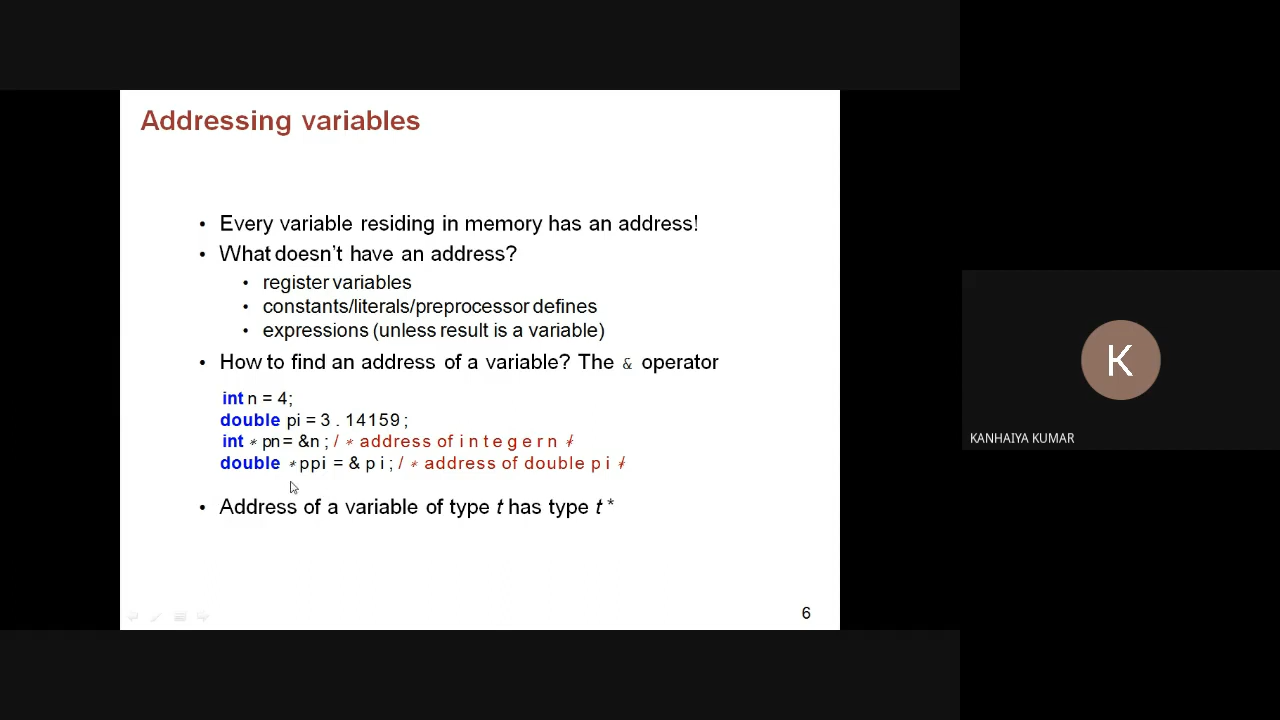 Addressing variables
• Every variable residing in memory has an address!
• What doesn't have an address?
• register variables
• constants/literals/preprocessor defines
• expressions (unless result is a variable)
• How to find an address of a variable? The & operator
int n = 4;
double pi = 3 . 14159 ;
int * pn = &n ; / * address of i n t e g e r n * /
double * ppi = & p i ; / * address of double p i * /
• Address of a variable of type t has type t *
6
K
KANHAIYA KUMAR